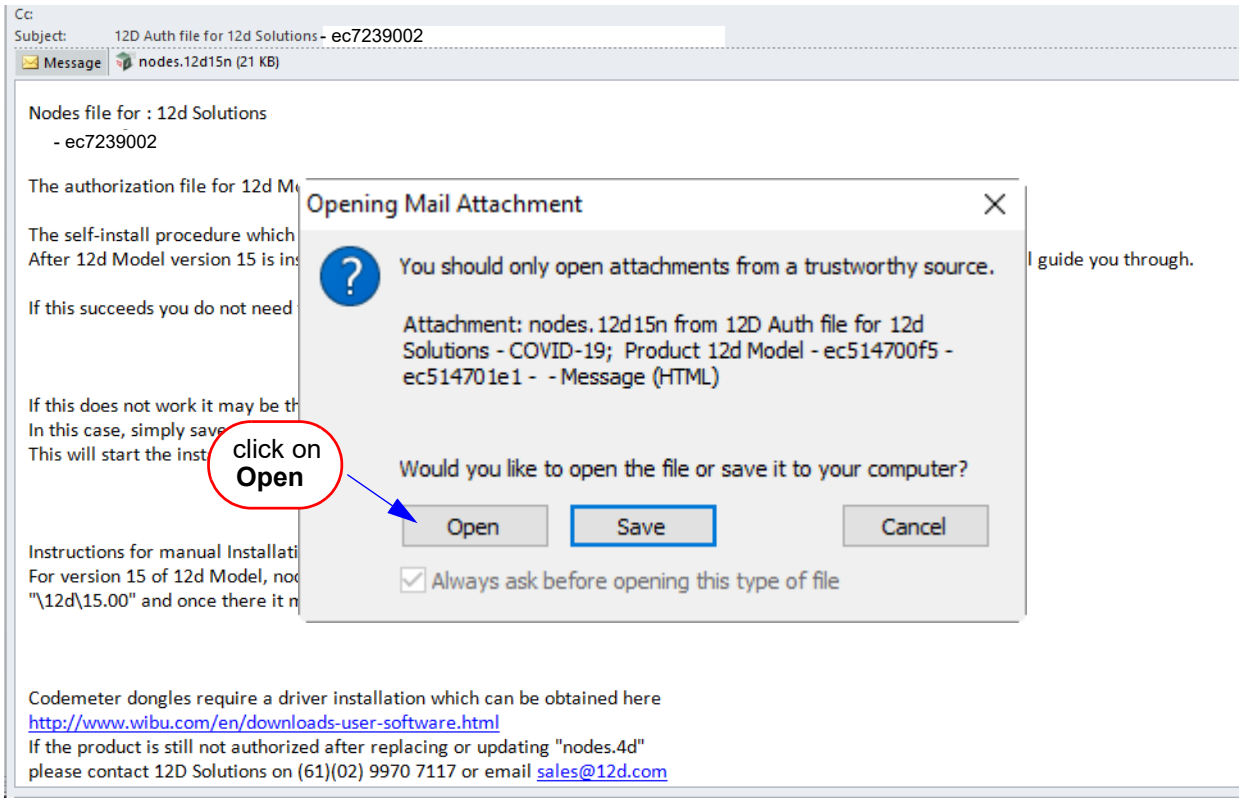 Cc:
Subject: 12D Auth file for 12d Solutions - ec7239002
Message nodes.12d15n (21 KB)
Nodes file for : 12d Solutions
- ec7239002
The authorization file for 12d
The self-install procedure which
After 12d Model version 15 is
guide you through.
If this succeeds you do not need
If this does not work it may be
In this case, simply save
This will start the
Instructions for manual
For version 15 of 12d Model,
"\12d\15.00" and once there it
Opening Mail Attachment
You should only open attachments from a trustworthy source.
Attachment: nodes.12d15n from 12D Auth file for 12d
Solutions - COVID-19; Product 12d Model - ec514700f5 -
ec514701e1 - - Message (HTML)
Would you like to open the file or save it to your computer?
Open Save Cancel
Always ask before opening this type of file
click on
Open
Codemeter dongles require a driver installation which can be obtained here
http://www.wibu.com/en/downloads-user-software.html
If the product is still not authorized after replacing or updating "nodes.4d"
please contact 12D Solutions on (61)(02) 9970 7117 or email sales@12d.com